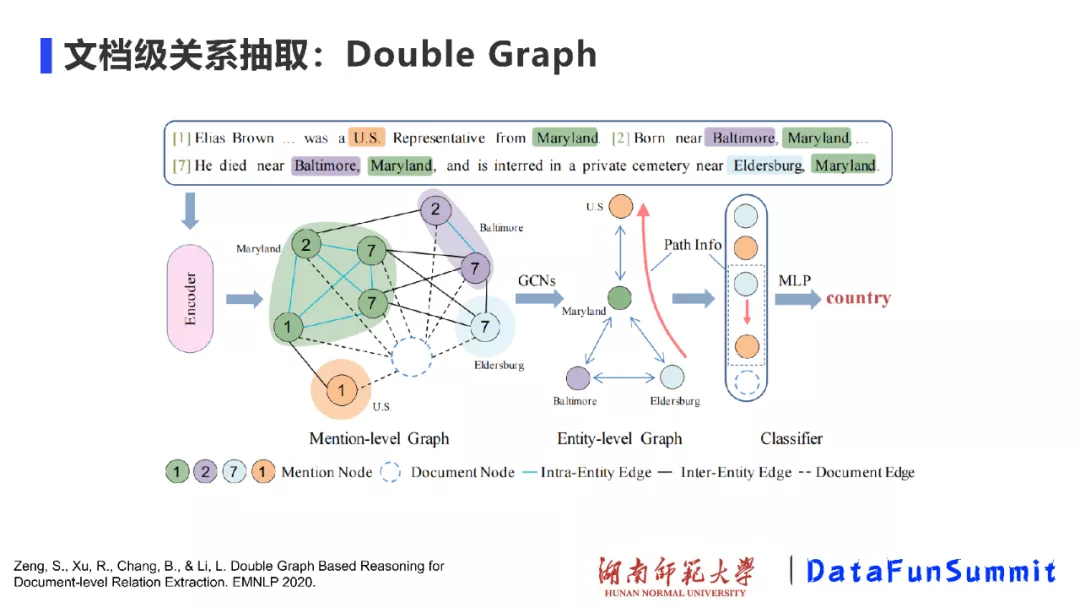 文档级关系抽取：Double Graph
[1] Elias Brown … was a U.S. Representative from Maryland. [2] Born near Baltimore, Maryland, …
[7] He died near Baltimore, Maryland, and is interred in a private cemetery near Eldersburg, Maryland.
Encoder
Maryland
2
7
7
1
2
Baltimore
7
7
Eldersburg
1
U.S.
Mention-level Graph
GCNs
U.S
Maryland
Baltimore
Eldersburg
Entity-level Graph
Path Info
Classifier
MLP
country
1 2 7 1 Mention Node Document Node Intra-Entity Edge Inter-Entity Edge Document Edge
Zeng, S., Xu, R., Chang, B., & Li, L. Double Graph Based Reasoning for
Document-level Relation Extraction. EMNLP 2020.
湖南师范大学
HUNAN NORMAL UNIVERSITY
DataFunSummit